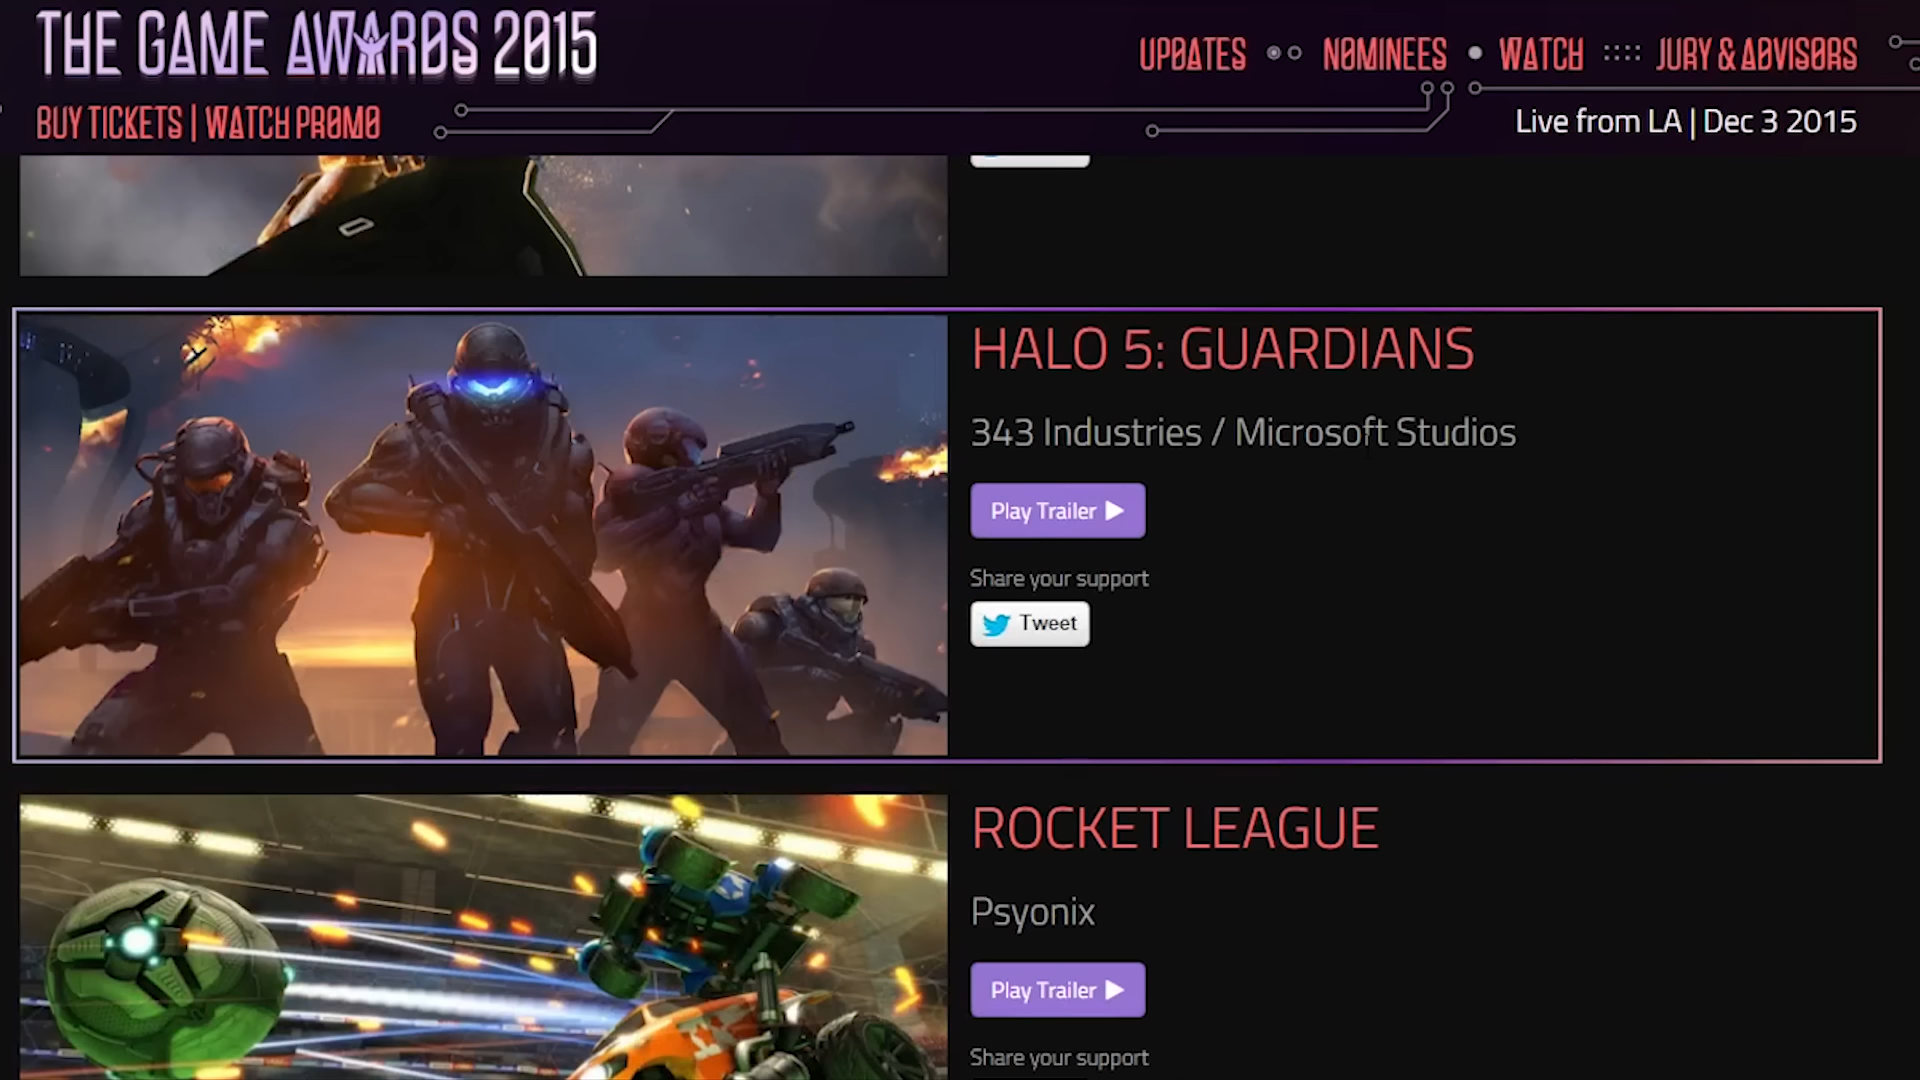 THE GAME AWARDS 2015
UPDATES NOMINEES WATCH JURY & ADVISORS
BUY TICKETS | WATCH PROMO
Live from LA | Dec 3 2015
HALO 5: GUARDIANS
343 Industries / Microsoft Studios
Play Trailer
Share your support
Tweet
ROCKET LEAGUE
Psyonix
Play Trailer
Share your support